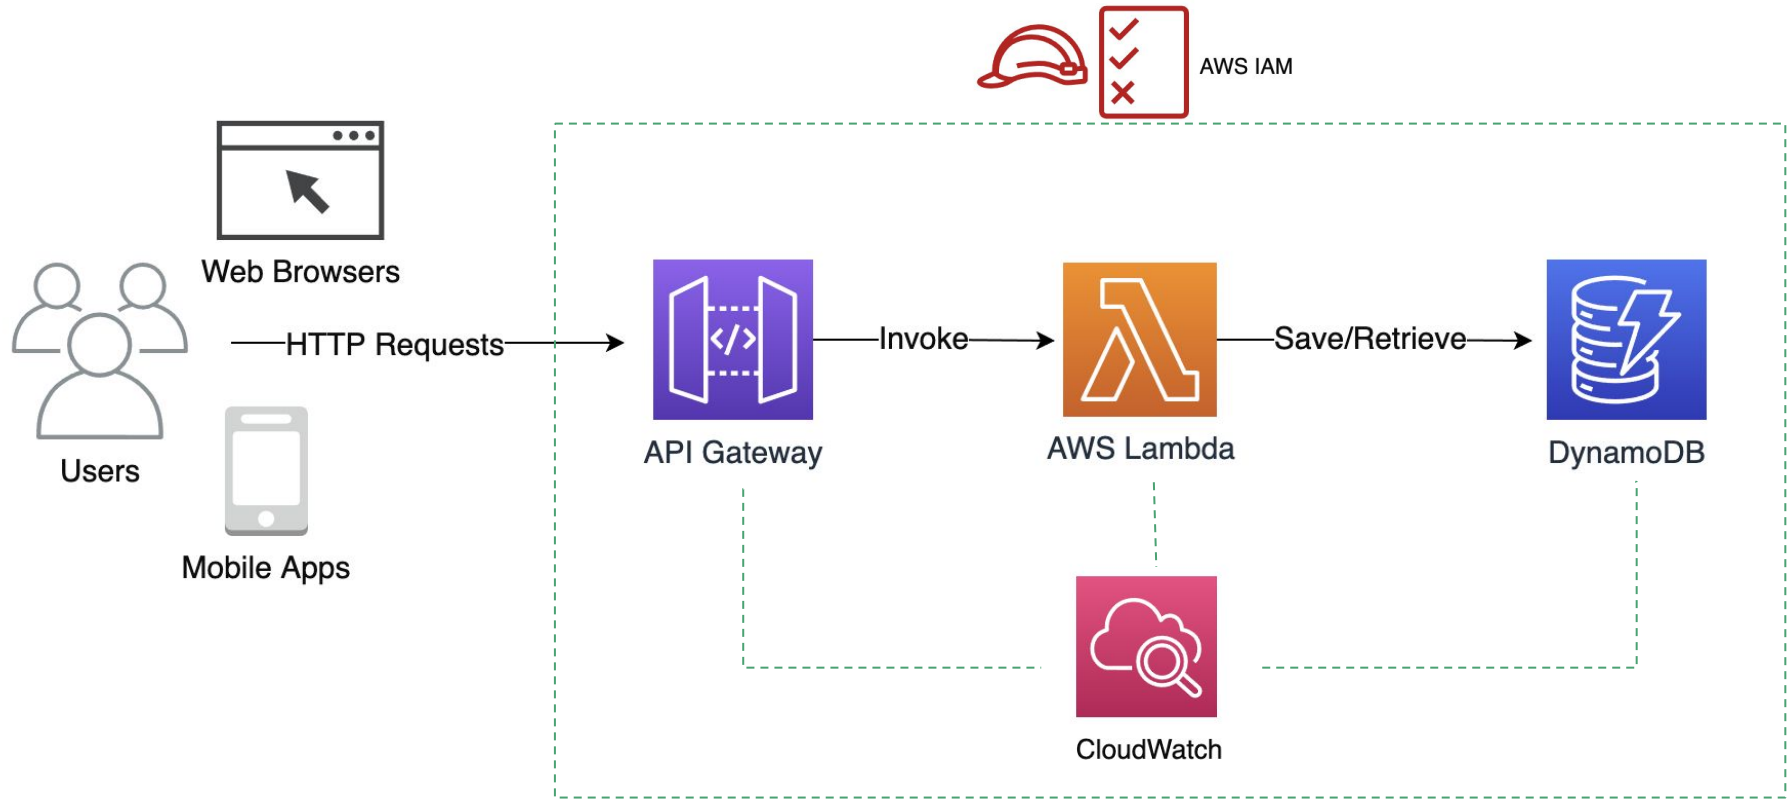 AWS IAM
Web Browsers
HTTP Requests
Users
Mobile Apps
Invoke
Save/Retrieve
</>
API Gateway
AWS Lambda
DynamoDB
CloudWatch